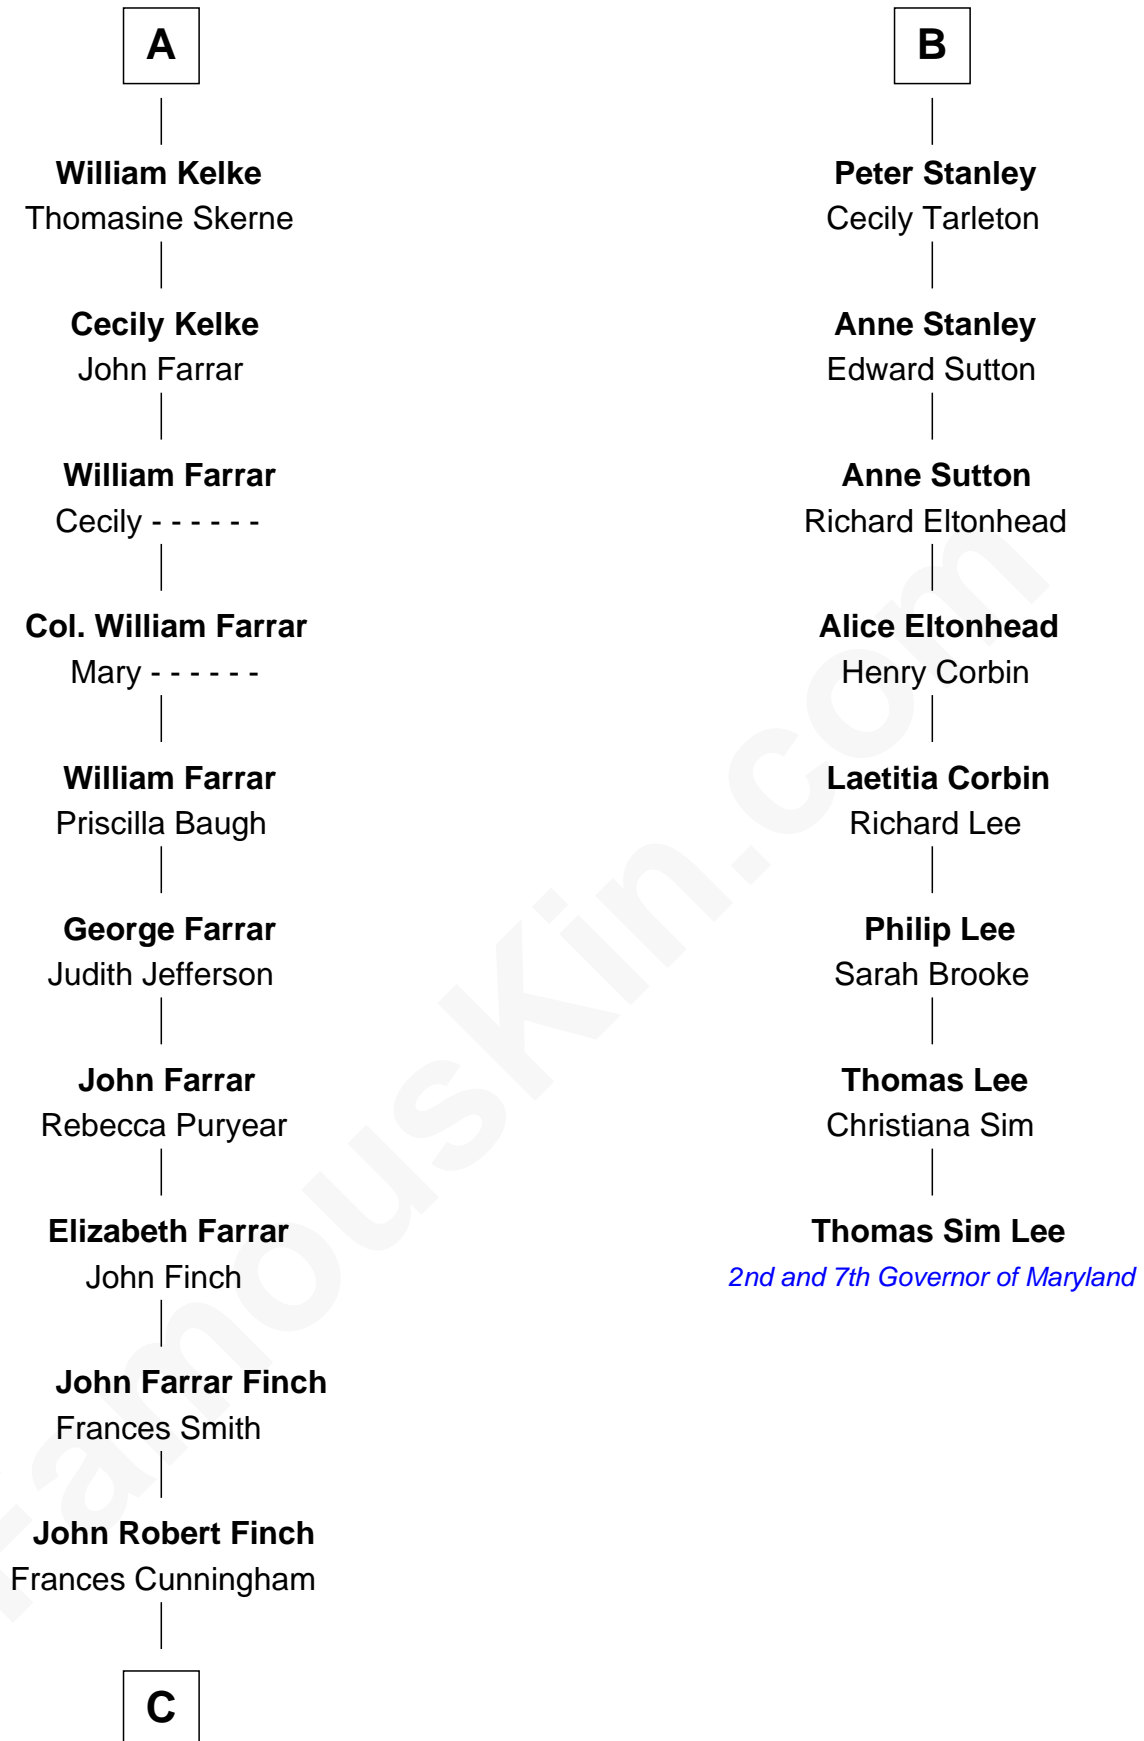 A
William Kelke
Thomasine Skerne
Cecily Kelke
John Farrar
William Farrar
Cecily - - - - - -
Col. William Farrar
Mary - - - - - -
William Farrar
Priscilla Baugh
George Farrar
Judith Jefferson
John Farrar
Rebecca Puryear
Elizabeth Farrar
John Finch
John Farrar Finch
Frances Smith
John Robert Finch
Frances Cunningham
C
B
Peter Stanley
Cecily Tarleton
Anne Stanley
Edward Sutton
Anne Sutton
Richard Eltonhead
Alice Eltonhead
Henry Corbin
Laetitia Corbin
Richard Lee
Philip Lee
Sarah Brooke
Thomas Lee
Christiana Sim
Thomas Sim Lee
2nd and 7th Governor of Maryland
FamousKin.com